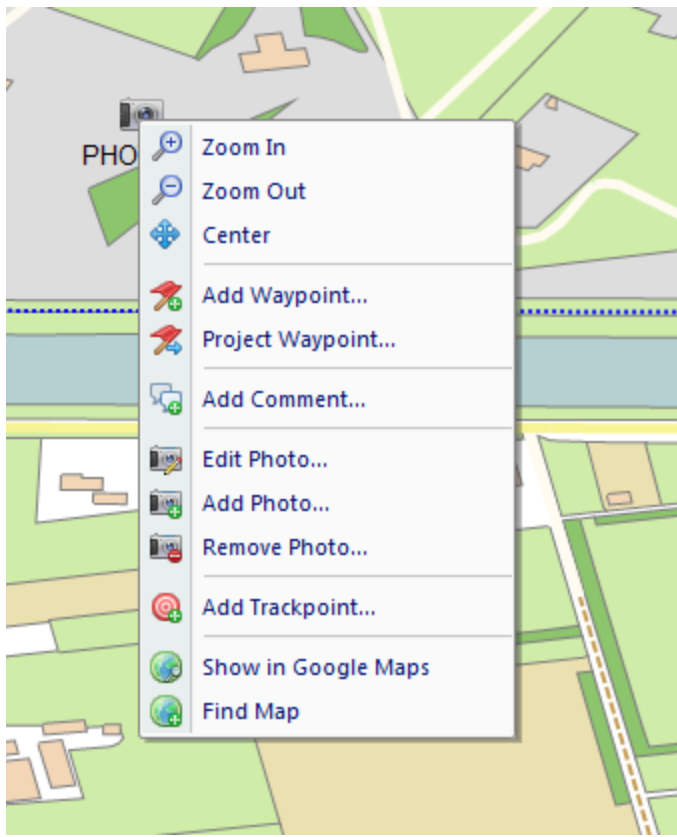 PHO
Zoom In
Zoom Out
Center
Add Waypoint...
Project Waypoint...
Add Comment...
Edit Photo...
Add Photo...
Remove Photo...
Add Trackpoint...
Show in Google Maps
Find Map